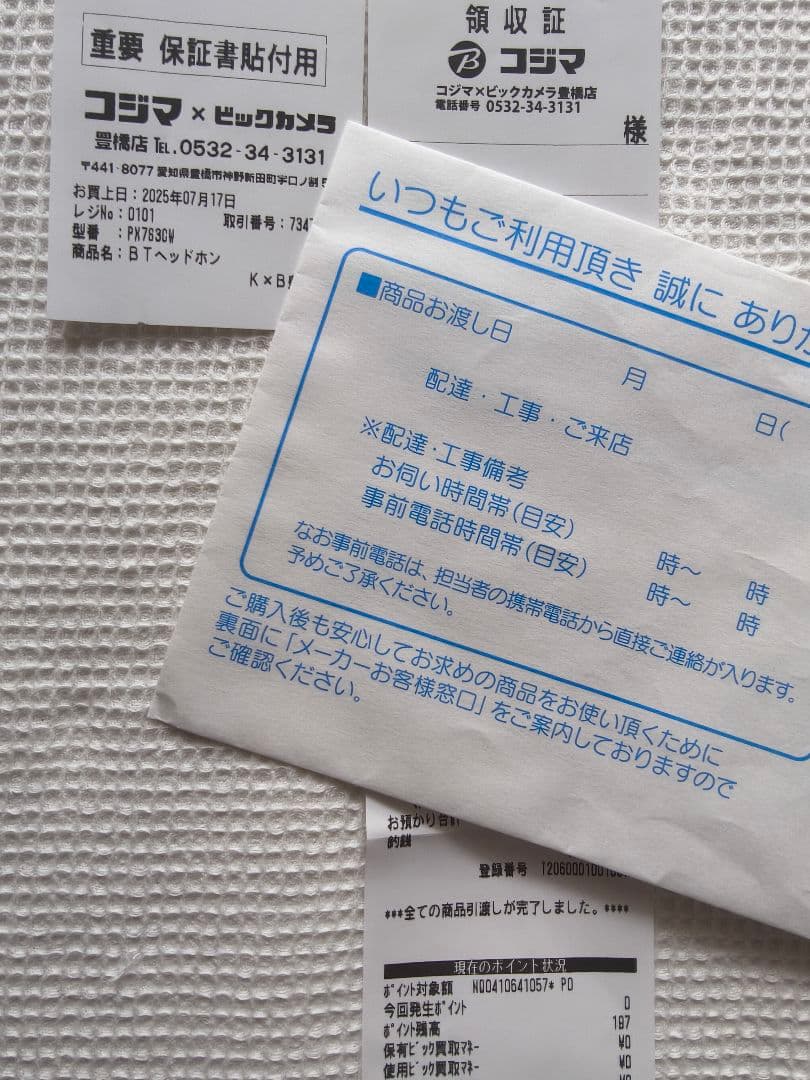 重要 保証書貼付用
コジマ×ビックカメラ
豊橋店 TEL.0532-34-3131
〒441-8077 愛知県豊橋市神野新田町字口ノ割
お買上日：2025年07月17日
レジNo：0101 取引番号：734
型番 ：PX783CW
商品名：BTヘッドホン
K×B
領収証
コジマ
コジマ×ビックカメラ豊橋店
電話番号 0532-34-3131
様
いつもご利用頂き 誠に あり
■商品お渡し日
月 日(
配達・工事・ご来店
※配達・工事備考
お伺い時間帯(目安) 時～ 時
事前電話時間帯(目安) 時～ 時
なお事前電話は、担当者の携帯電話から直接ご連絡が入ります。
予めご了承ください。
ご購入後も安心してお求めの商品をお使い頂くために
裏面に「メーカーお客様窓口」をご案内しておりますので
ご確認ください。
お預かり合計
釣銭
登録番号 T2060001001
***全ての商品引渡しが完了しました。****
現在のポイント状況
ﾎﾟｲﾝﾄ対象額 N00410641057* P0
今回発生ﾎﾟｲﾝﾄ 0
ﾎﾟｲﾝﾄ残高 187
保有ﾋﾞｯｸ買取ﾏﾈｰ ¥0
使用ﾋﾞｯｸ買取ﾏﾈｰ ¥0